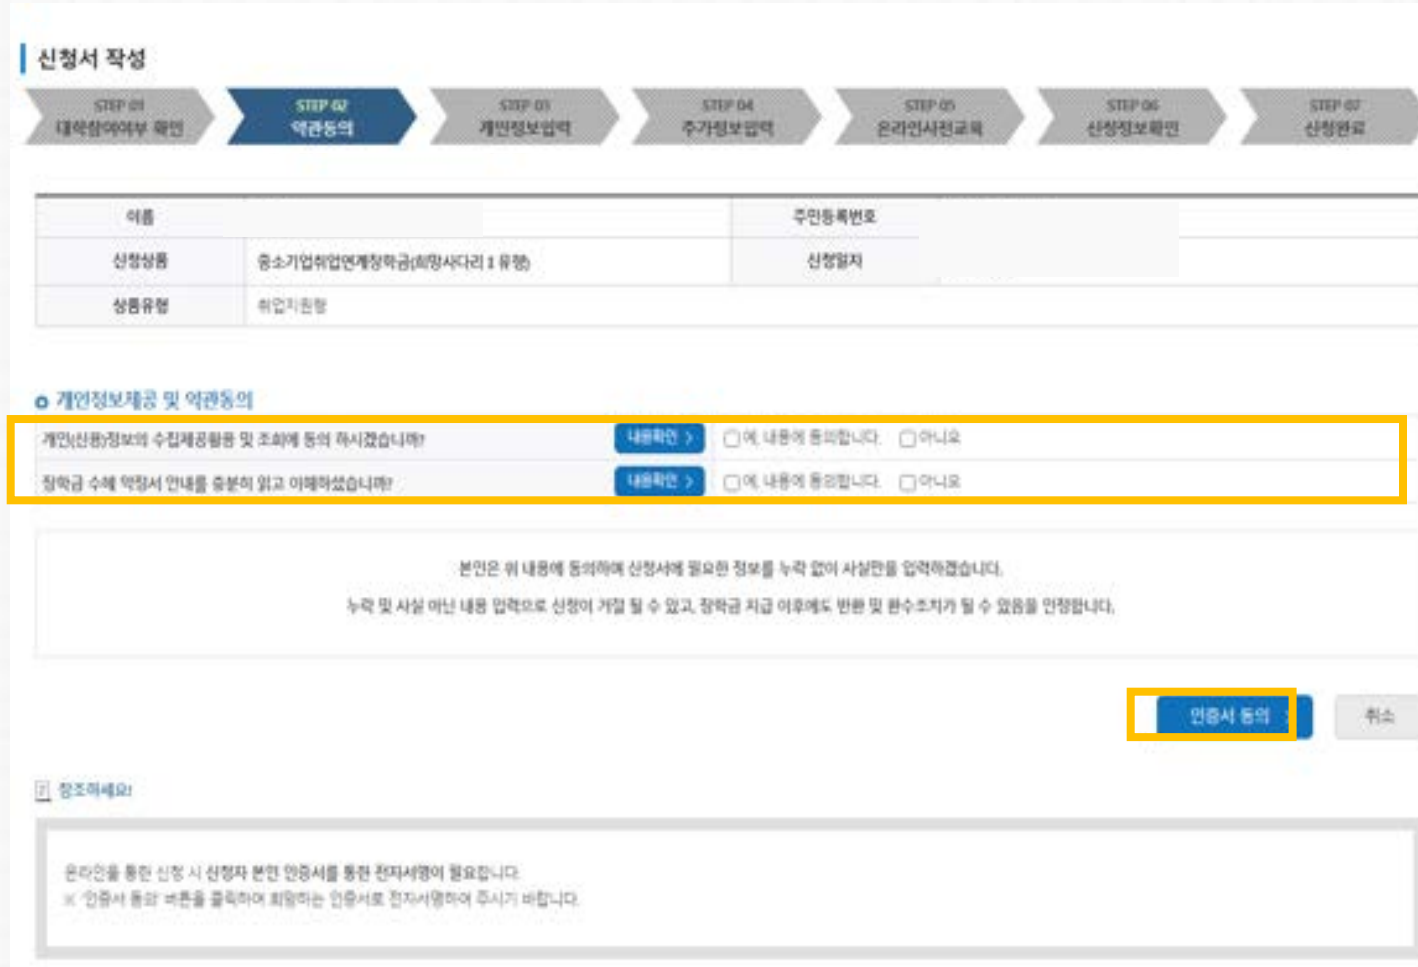 신청서 작성
STEP 01 STEP 02 STEP 03 STEP 04 STEP 05 STEP 06 STEP 07
대학참여여부 확인 약관동의 개인정보입력 추가정보입력 온라인사전교육 신청정보확인 신청완료
이름 주민등록번호
신청상품 중소기업취업연계장학금(희망사다리 1 유형) 신청일자
상품유형 취업지원형
개인정보제공 및 약관동의
개인(신용)정보의 수집제공활용 및 조회에 동의 하시겠습니까? 내용확인 > 예, 내용에 동의합니다. 아니요
장학금 수혜 약정서 안내를 충분히 읽고 이해하셨습니까? 내용확인 > 예, 내용에 동의합니다. 아니요
본인은 위 내용에 동의하며 신청서에 필요한 정보를 누락 없이 사실만을 입력하겠습니다.
누락 및 사실 아닌 내용 입력으로 신청이 거절 될 수 있고, 장학금 지급 이후에도 반환 및 환수조치가 될 수 있음을 인정합니다.
인증서 동의 취소
참조하세요!
온라인을 통한 신청 시 신청자 본인 인증서를 통한 전자서명이 필요합니다.
※ '인증서 동의' 버튼을 클릭하여 희망하는 인증서로 전자서명하여 주시기 바랍니다.